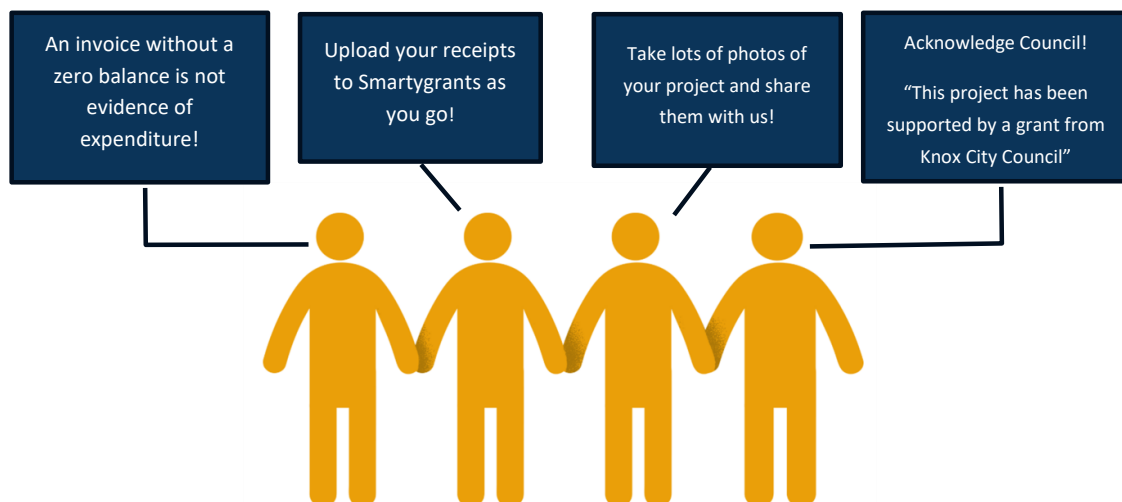 An invoice without a
zero balance is not
evidence of
expenditure!
Upload your receipts
to Smartygrants as
you go!
Take lots of photos of
your project and share
them with us!
Acknowledge Council!
“This project has been
supported by a grant from
Knox City Council”